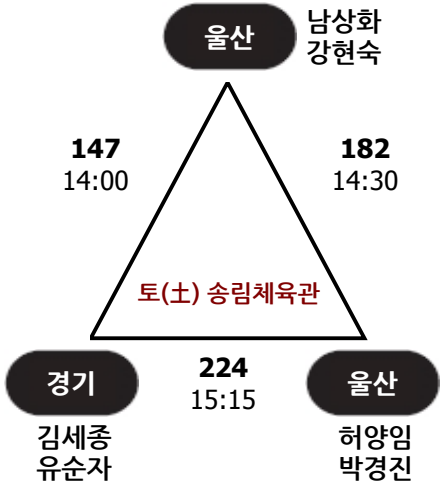 울산
남상화
강현숙
147
14:00
182
14:30
토(土) 송림체육관
경기
224
15:15
울산
김세종
유순자
허양임
박경진